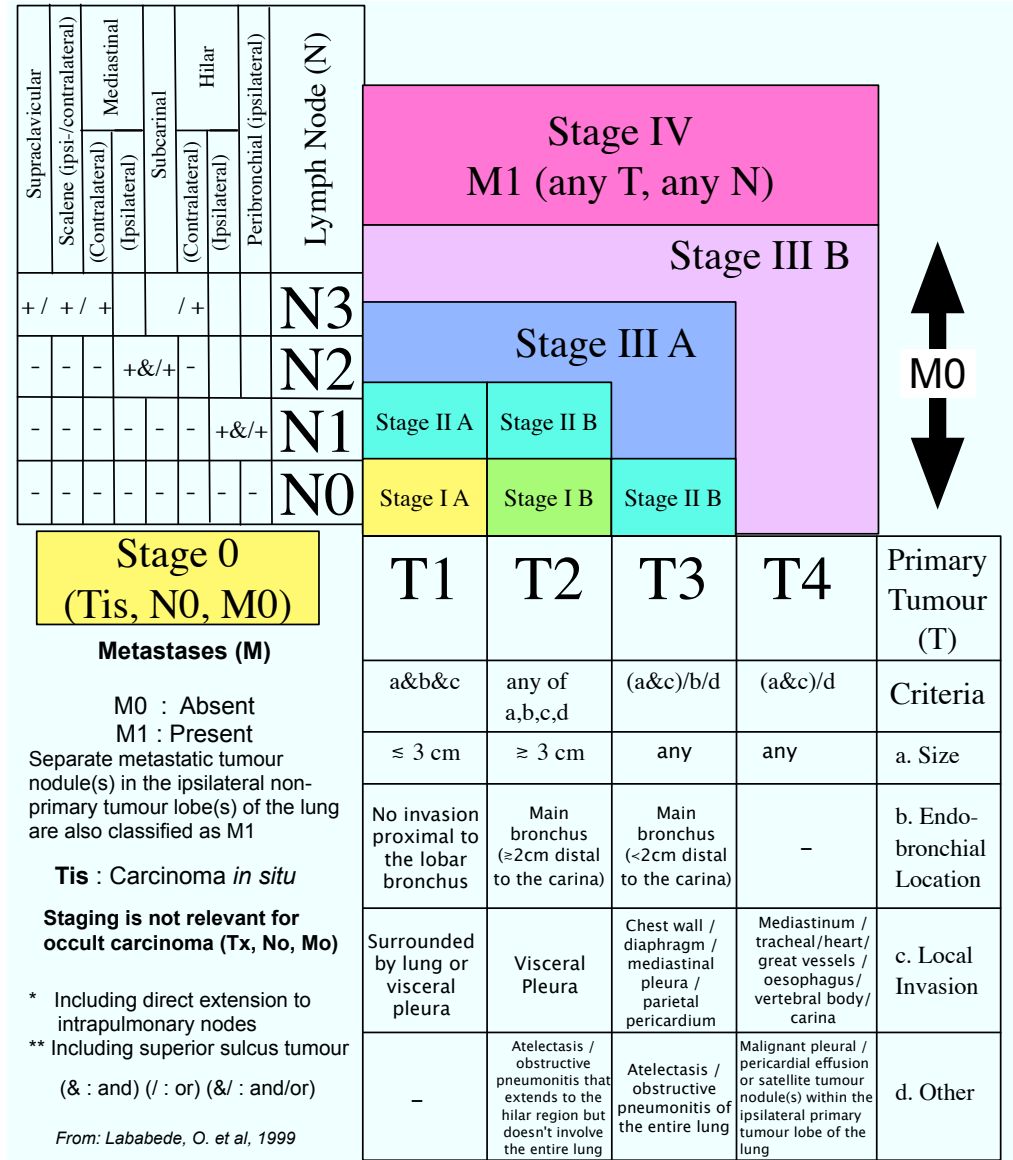 Supraclavicular
Scalene (ipsi-/contralateral)
Mediastinal
(Contralateral)
(Ipsilateral)
Subcarinal
Hilar
(Contralateral)
(Ipsilateral)
Peribronchial (ipsilateral)
Lymph Node (N)
+ / + / + / + N3
- - - +&/+ - N2
- - - - - - +&/+ N1
- - - - - - - - N0
Stage IV
M1 (any T, any N)
Stage III B
Stage III A
Stage II A
Stage II B
Stage I A
Stage I B
Stage II B
M0
Stage 0
(Tis, N0, M0)
Metastases (M)
M0 : Absent
M1 : Present
Separate metastatic tumour
nodule(s) in the ipsilateral non-
primary tumour lobe(s) of the lung
are also classified as M1
Tis : Carcinoma in situ
Staging is not relevant for
occult carcinoma (Tx, No, Mo)
* Including direct extension to
intrapulmonary nodes
** Including superior sulcus tumour
(& : and) (/ : or) (&/ : and/or)
From: Lababede, O. et al, 1999
T1
T2
T3
T4
Primary
Tumour
(T)
a&b&c
any of
a,b,c,d
(a&c)/b/d
(a&c)/d
Criteria
≤ 3 cm
≥ 3 cm
any
any
a. Size
No invasion
proximal to
the lobar
bronchus
Main
bronchus
(≥2cm distal
to the carina)
Main
bronchus
(<2cm distal
to the carina)
–
b. Endo-
bronchial
Location
Surrounded
by lung or
visceral
pleura
Visceral
Pleura
Chest wall /
diaphragm /
mediastinal
pleura /
parietal
pericardium
Mediastinum /
tracheal/heart/
great vessels /
oesophagus/
vertebral body/
carina
c. Local
Invasion
–
Atelectasis /
obstructive
pneumonitis that
extends to the
hilar region but
doesn't involve
the entire lung
Atelectasis /
obstructive
pneumonitis of
the entire lung
Malignant pleural /
pericardial effusion
or satellite tumour
nodule(s) within the
ipsilateral primary
tumour lobe of the
lung
d. Other